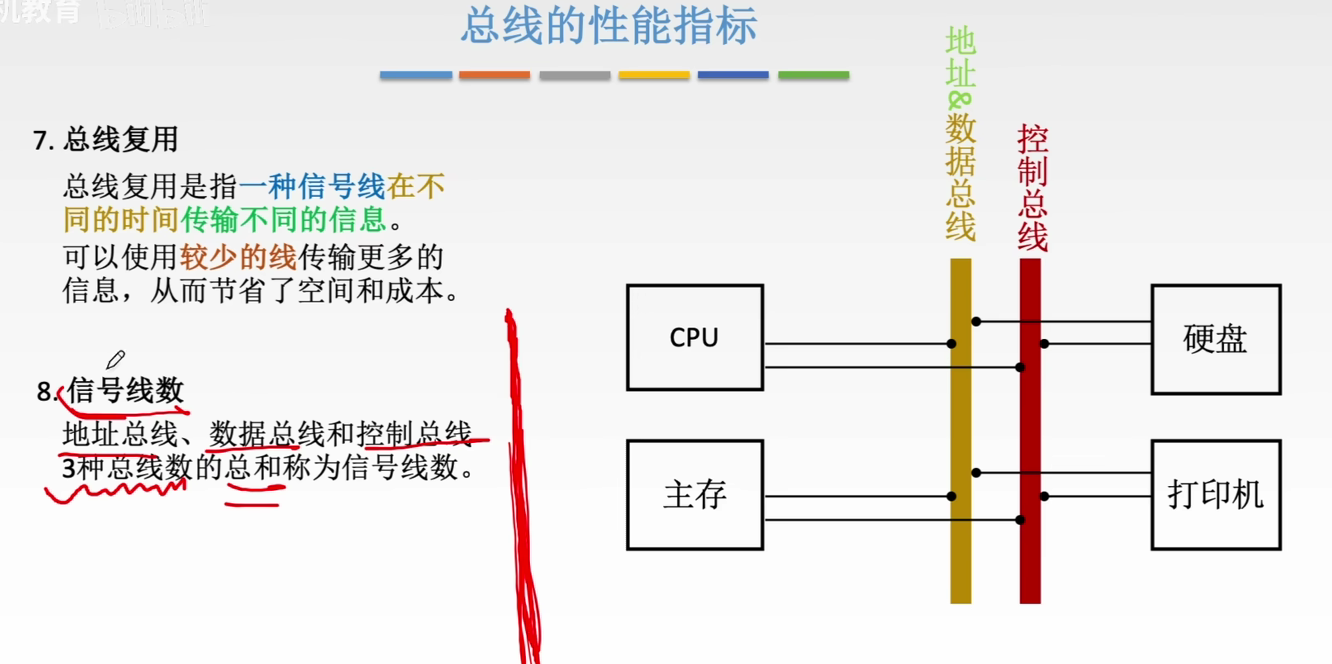 机教育
总线的性能指标
地址&数据总线
控制总线
7. 总线复用
总线复用是指一种信号线在不
同的时间传输不同的信息。
可以使用较少的线传输更多的
信息，从而节省了空间和成本。
8. 信号线数
地址总线、数据总线和控制总线
3种总线数的总和称为信号线数。
CPU
硬盘
主存
打印机